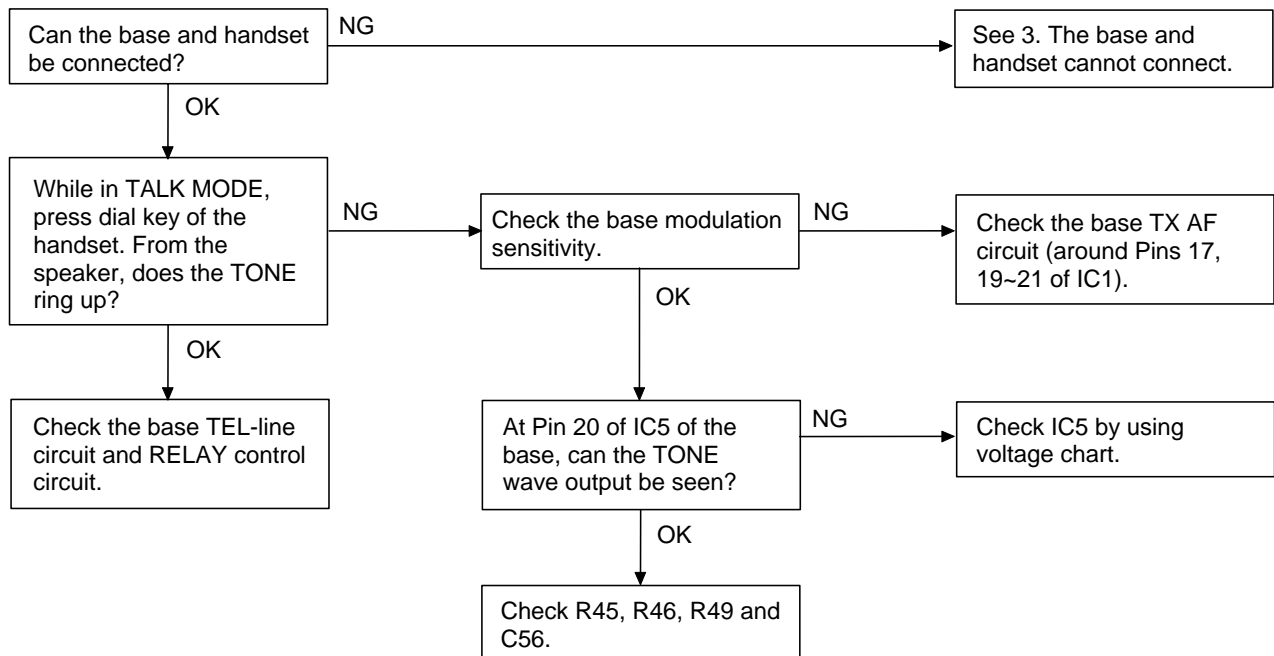 Can the base and handset
be connected?
NG
See 3. The base and
handset cannot connect.
OK
While in TALK MODE,
press dial key of the
handset. From the
speaker, does the TONE
ring up?
NG
Check the base modulation
sensitivity.
NG
Check the base TX AF
circuit (around Pins 17,
19~21 of IC1).
OK
OK
Check the base TEL-line
circuit and RELAY control
circuit.
At Pin 20 of IC5 of the
base, can the TONE
wave output be seen?
NG
Check IC5 by using
voltage chart.
OK
Check R45, R46, R49 and
C56.